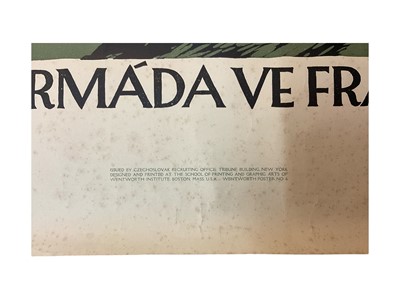 RMÁDA VE FRA
ISSUED BY CZECHOSLOVAK RECRUITING OFFICE, TRIBUNE BUILDING, NEW YORK
DESIGNED AND PRINTED AT THE SCHOOL OF PRINTING AND GRAPHIC ARTS OF
WENTWORTH INSTITUTE BOSTON, MASS. U.S.A. – WENTWORTH POSTER NO.